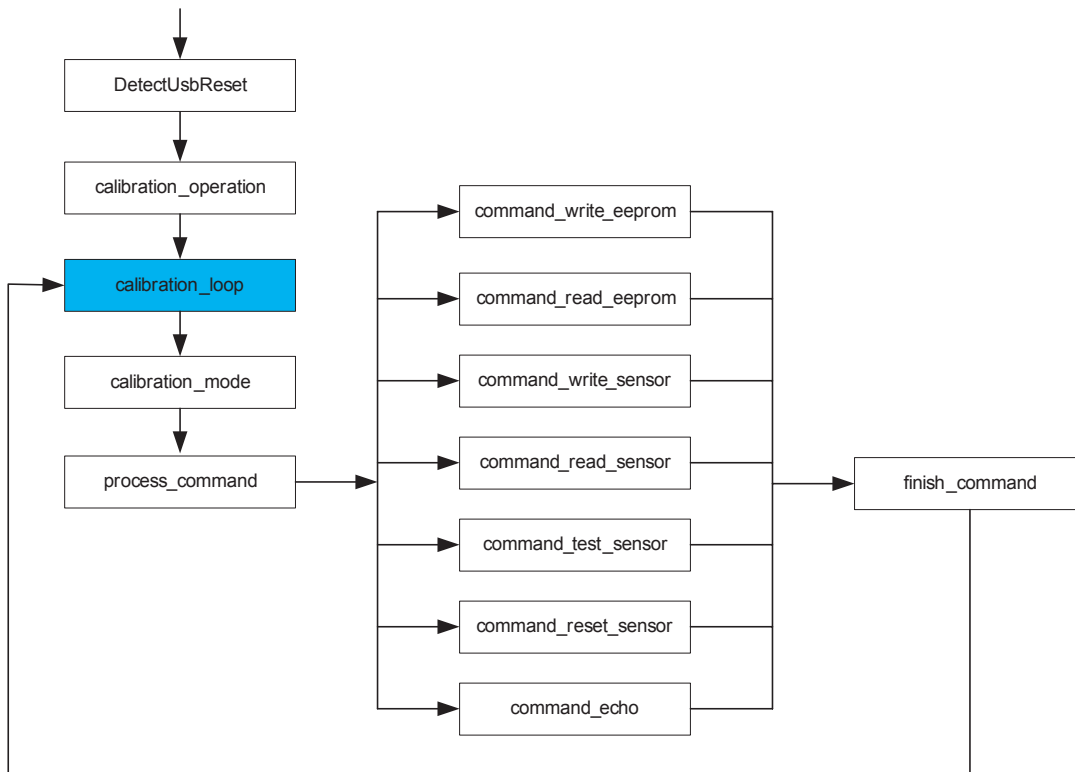 DetectUsbReset
calibration_operation
calibration_loop
calibration_mode
process_command
command_write_eeprom
command_read_eeprom
command_write_sensor
command_read_sensor
command_test_sensor
command_reset_sensor
command_echo
finish_command